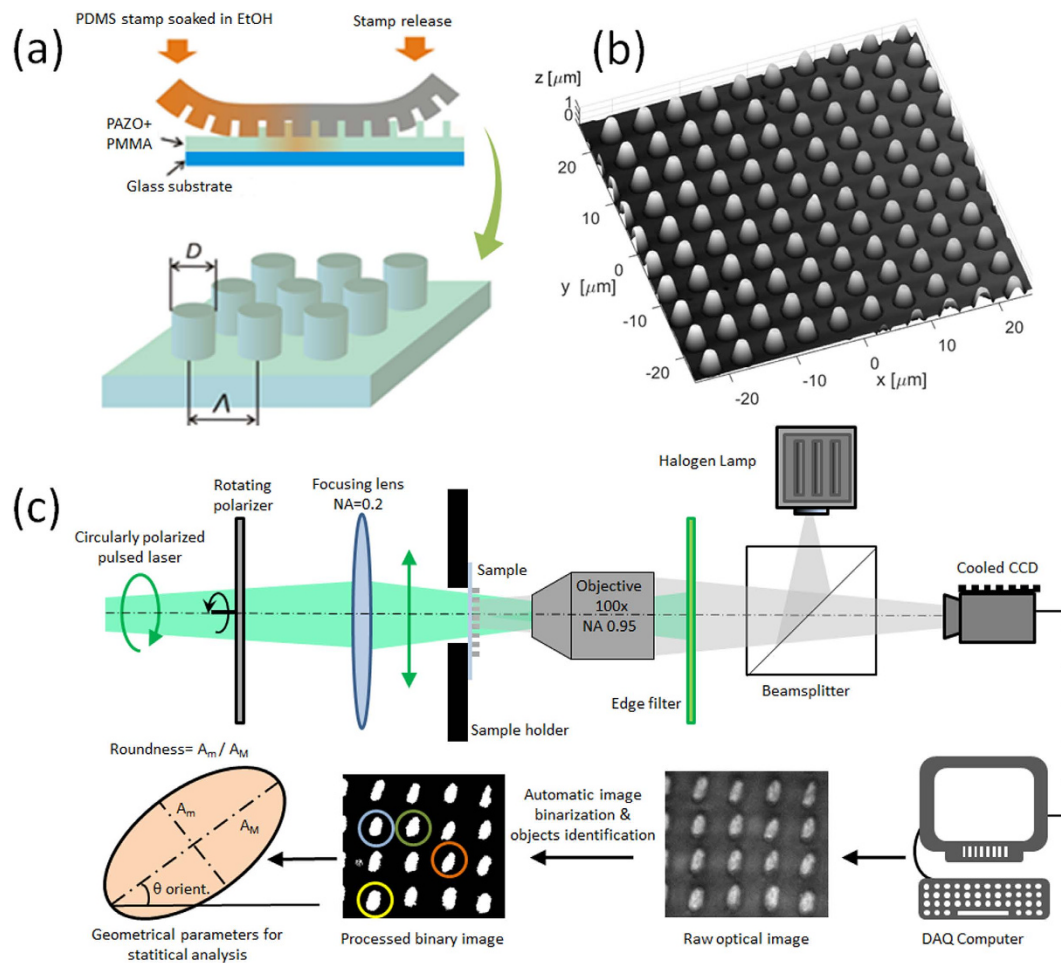 (a)
PDMS stamp soaked in EtOH
Stamp release
PAZO+
PMMA
Glass substrate
D
Λ
(b)
z [μm]
1
0
20
10
0
-10
-20
y [μm]
-20
-10
0
10
20
x [μm]
(c)
Circularly polarized
pulsed laser
Rotating
polarizer
Focusing lens
NA=0.2
Sample
Sample holder
Objective
100x
NA 0.95
Edge filter
Halogen Lamp
Beamsplitter
Cooled CCD
Roundness= Am / AM
Am
AM
θ orient.
Geometrical parameters for
statitical analysis
Processed binary image
Automatic image
binarization &
objects identification
Raw optical image
DAQ Computer